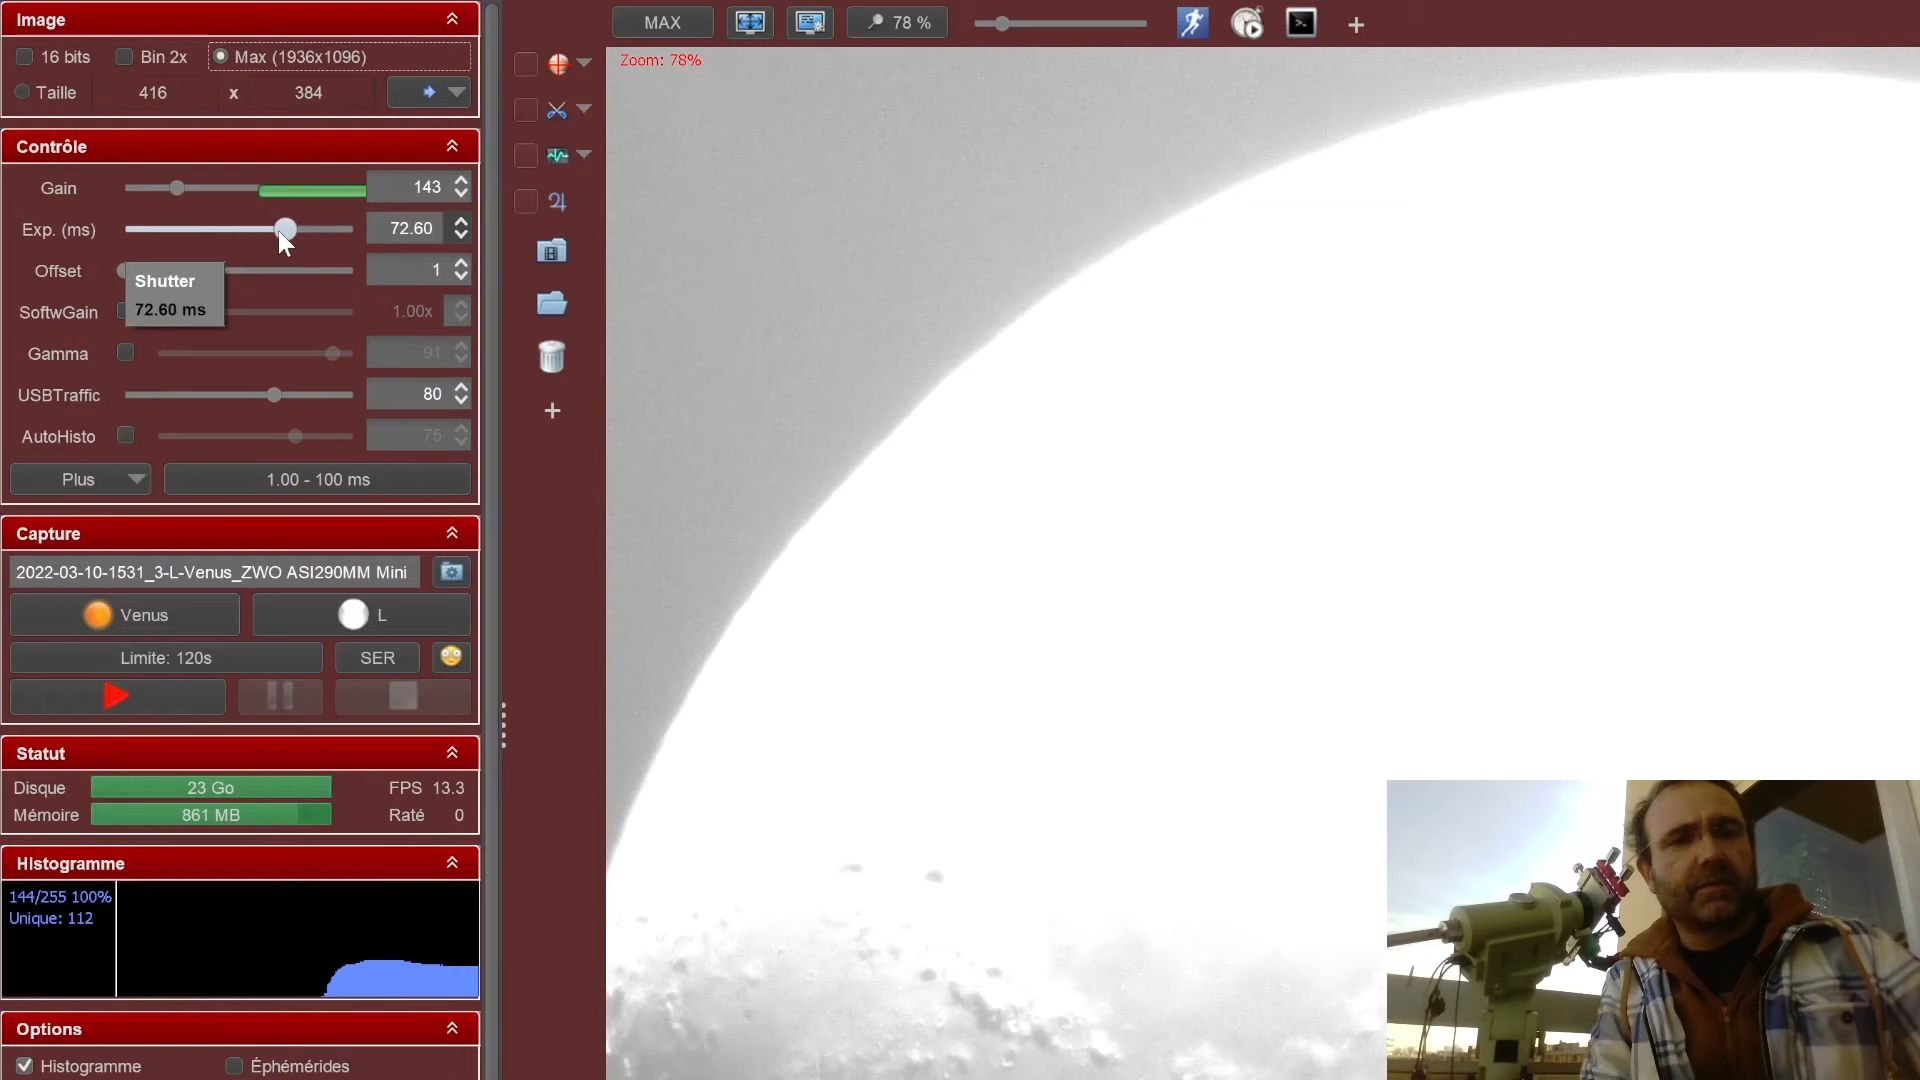 Image
16 bits
Bin 2x
Max (1936x1096)
Taille
416
x
384
Contrôle
Gain
143
Exp. (ms)
72.60
Offset
1
Shutter
72.60 ms
SoftwGain
1.00x
Gamma
91
USBTraffic
80
AutoHisto
75
Plus
1.00 - 100 ms
Capture
2022-03-10-1531_3-L-Venus_ZWO ASI290MM Mini
Venus
L
Limite: 120s
SER
Statut
Disque
23 Go
FPS 13.3
Mémoire
861 MB
Raté 0
Histogramme
144/255 100%
Unique: 112
Options
Histogramme
Éphémérides
MAX
78 %
Zoom: 78%